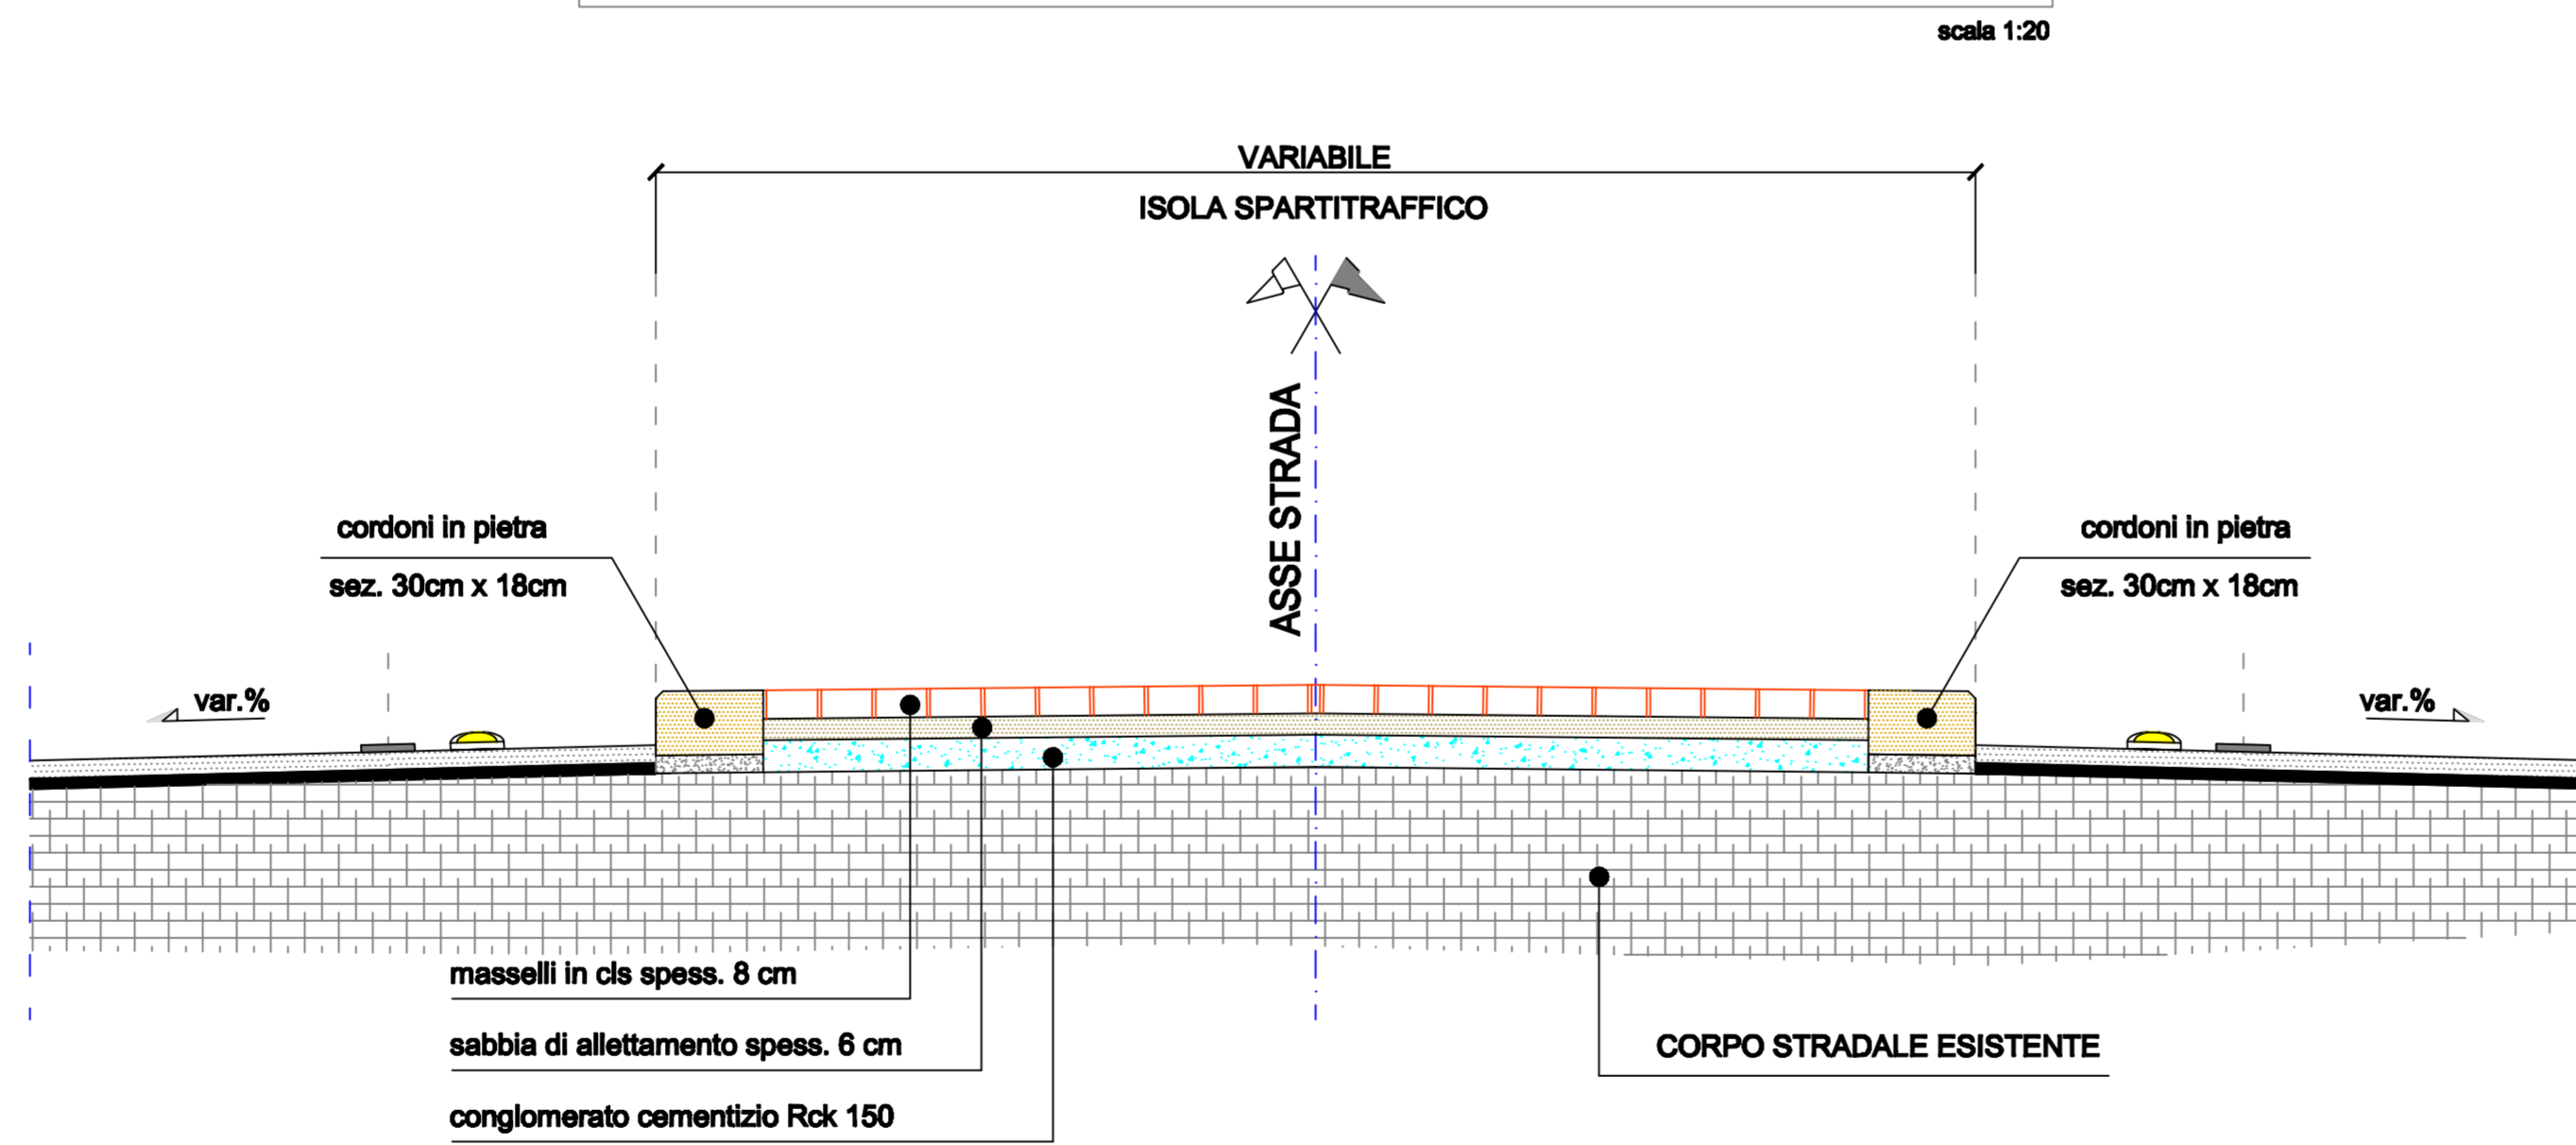 scala 1:20
VARIABILE
ISOLA SPARTITRAFFICO
ASSE STRADA
cordoni in pietra
sez. 30cm x 18cm
cordoni in pietra
sez. 30cm x 18cm
var.%
var.%
masselli in cls spess. 8 cm
sabbia di allettamento spess. 6 cm
conglomerato cementizio Rck 150
CORPO STRADALE ESISTENTE